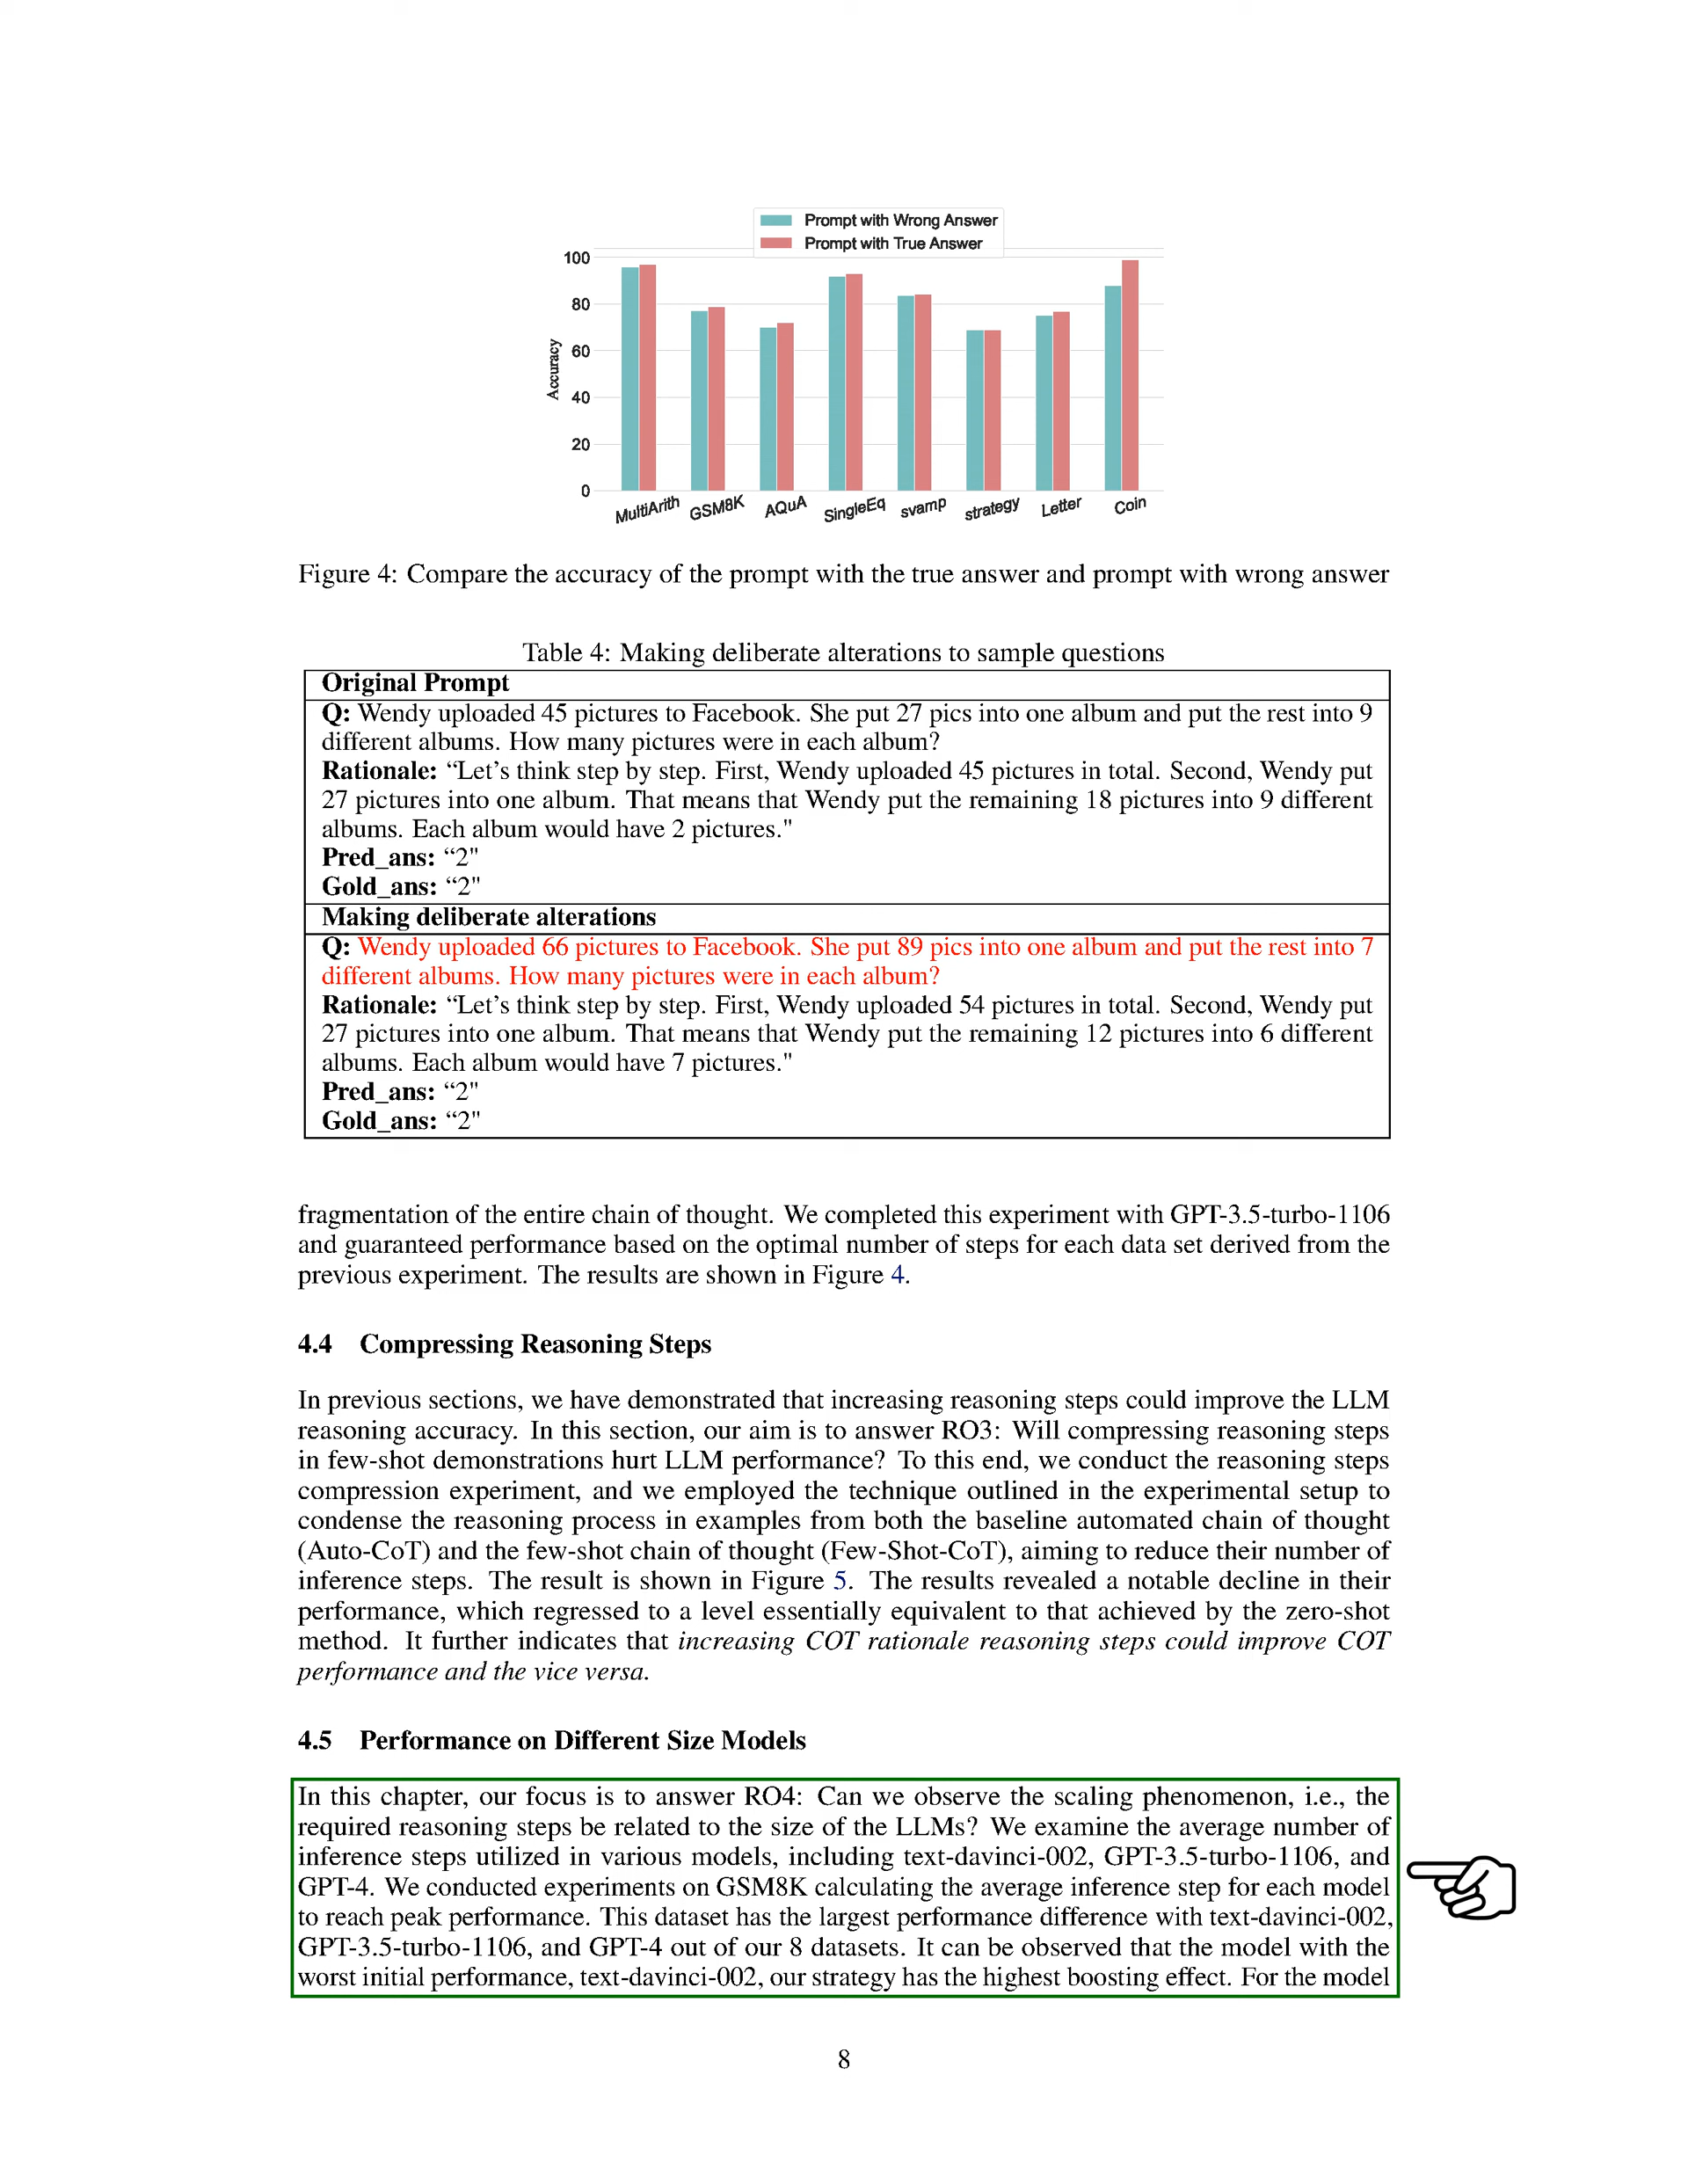 Prompt with Wrong Answer
Prompt with True Answer
100
80
60
40
20
0
Accuracy
MultiArith GSM8K AQuA SingleEq svamp strategy Letter Coin
Figure 4: Compare the accuracy of the prompt with the true answer and prompt with wrong answer
Table 4: Making deliberate alterations to sample questions
Original Prompt
Q: Wendy uploaded 45 pictures to Facebook. She put 27 pics into one album and put the rest into 9
different albums. How many pictures were in each album?
Rationale: “Let’s think step by step. First, Wendy uploaded 45 pictures in total. Second, Wendy put
27 pictures into one album. That means that Wendy put the remaining 18 pictures into 9 different
albums. Each album would have 2 pictures."
Pred_ans: “2"
Gold_ans: “2"
Making deliberate alterations
Q: Wendy uploaded 66 pictures to Facebook. She put 89 pics into one album and put the rest into 7
different albums. How many pictures were in each album?
Rationale: “Let’s think step by step. First, Wendy uploaded 54 pictures in total. Second, Wendy put
27 pictures into one album. That means that Wendy put the remaining 12 pictures into 6 different
albums. Each album would have 7 pictures."
Pred_ans: “2"
Gold_ans: “2"
fragmentation of the entire chain of thought. We completed this experiment with GPT-3.5-turbo-1106
and guaranteed performance based on the optimal number of steps for each data set derived from the
previous experiment. The results are shown in Figure 4.
4.4 Compressing Reasoning Steps
In previous sections, we have demonstrated that increasing reasoning steps could improve the LLM
reasoning accuracy. In this section, our aim is to answer RO3: Will compressing reasoning steps
in few-shot demonstrations hurt LLM performance? To this end, we conduct the reasoning steps
compression experiment, and we employed the technique outlined in the experimental setup to
condense the reasoning process in examples from both the baseline automated chain of thought
(Auto-CoT) and the few-shot chain of thought (Few-Shot-CoT), aiming to reduce their number of
inference steps. The result is shown in Figure 5. The results revealed a notable decline in their
performance, which regressed to a level essentially equivalent to that achieved by the zero-shot
method. It further indicates that increasing COT rationale reasoning steps could improve COT
performance and the vice versa.
4.5 Performance on Different Size Models
In this chapter, our focus is to answer RO4: Can we observe the scaling phenomenon, i.e., the
required reasoning steps be related to the size of the LLMs? We examine the average number of
inference steps utilized in various models, including text-davinci-002, GPT-3.5-turbo-1106, and
GPT-4. We conducted experiments on GSM8K calculating the average inference step for each model
to reach peak performance. This dataset has the largest performance difference with text-davinci-002,
GPT-3.5-turbo-1106, and GPT-4 out of our 8 datasets. It can be observed that the model with the
worst initial performance, text-davinci-002, our strategy has the highest boosting effect. For the model
8